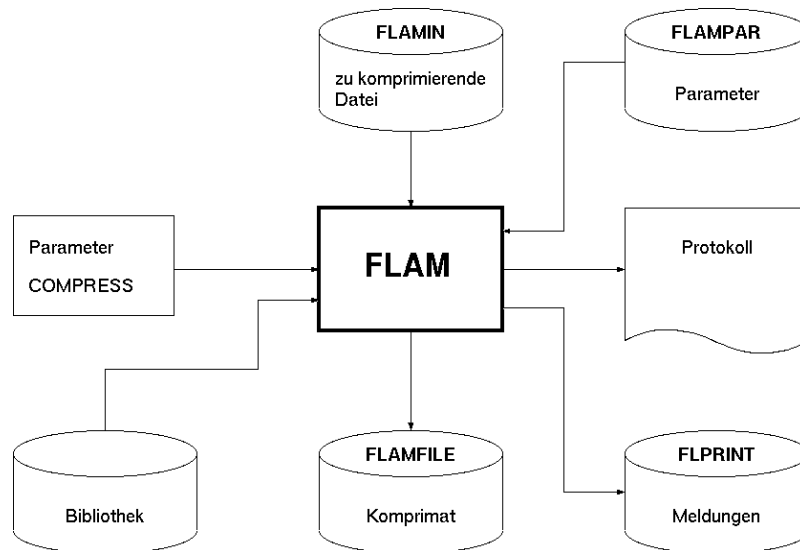 FLAMIN
zu komprimierende
Datei
FLAMPAR
Parameter
Parameter
COMPRESS
FLAM
Protokoll
Bibliothek
FLAMFILE
Komprimat
FLPRINT
Meldungen